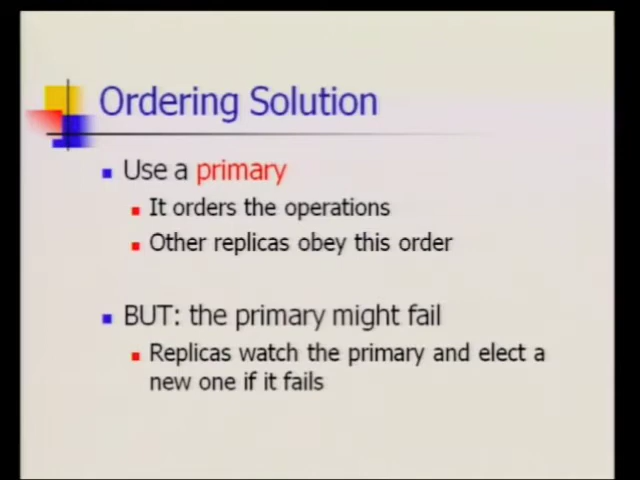 Ordering Solution
Use a primary
It orders the operations
Other replicas obey this order
BUT: the primary might fail
Replicas watch the primary and elect a
new one if it fails